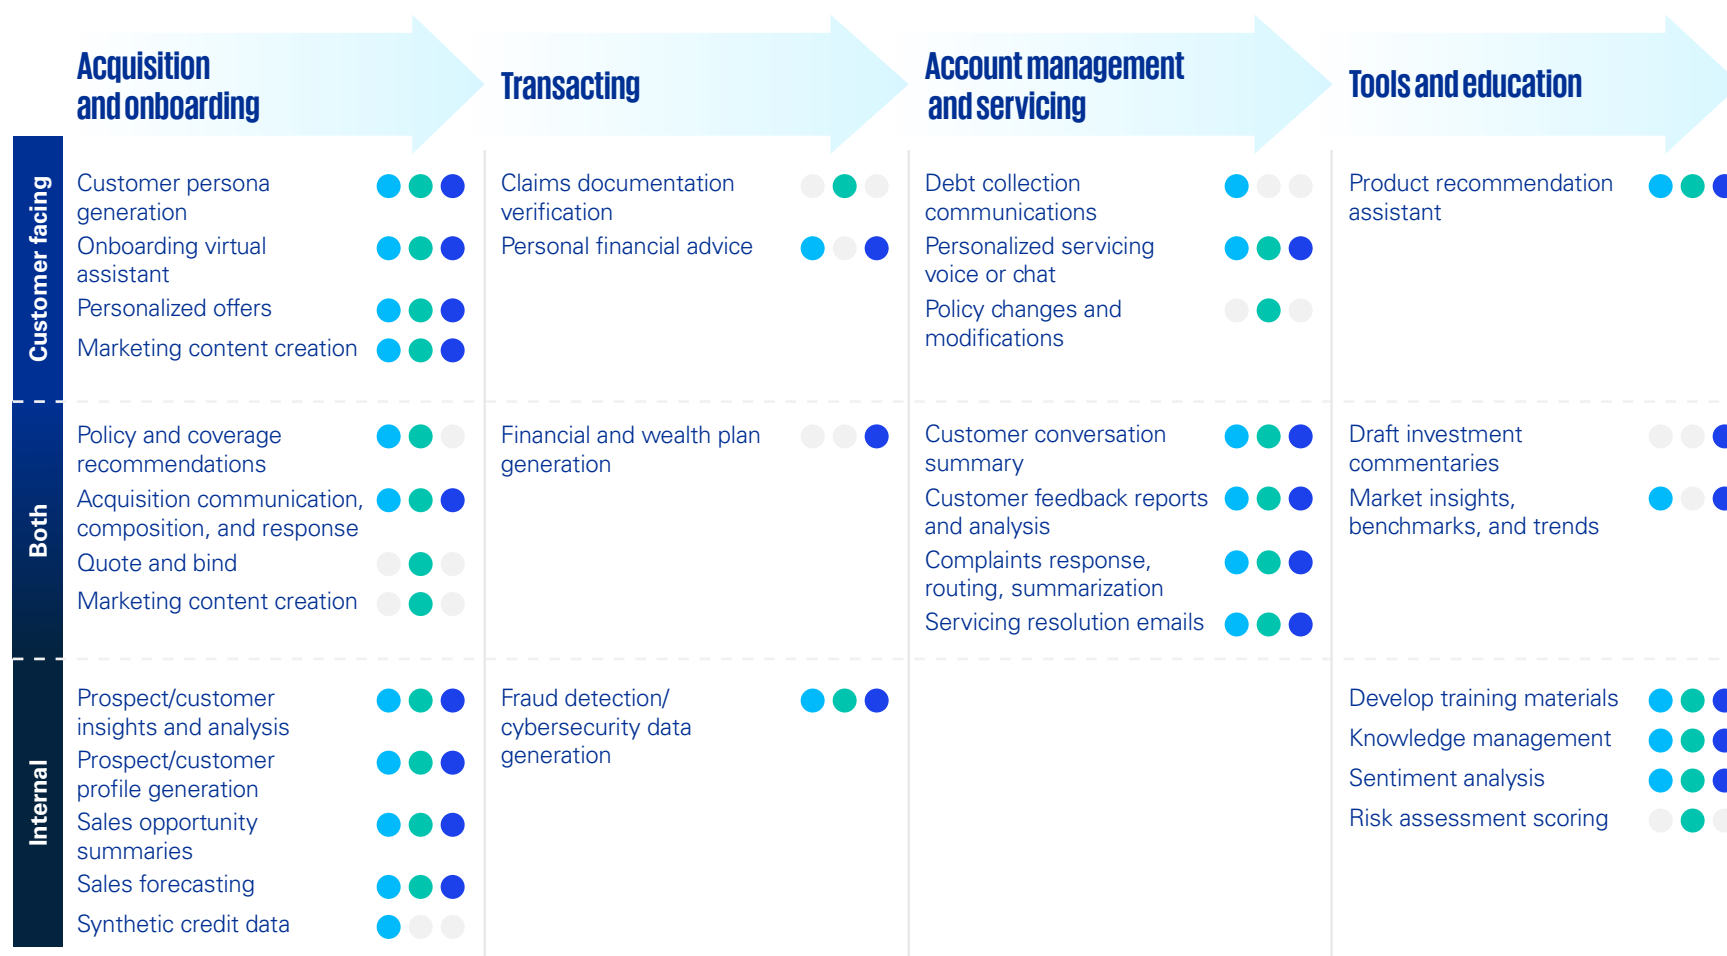 Acquisition
and onboarding
Transacting
Account management
and servicing
Tools and education
Customer facing
Customer persona
generation
Onboarding virtual
assistant
Personalized offers
Marketing content creation
Claims documentation
verification
Personal financial advice
Debt collection
communications
Personalized servicing
voice or chat
Policy changes and
modifications
Product recommendation
assistant
Both
Policy and coverage
recommendations
Acquisition communication,
composition, and response
Quote and bind
Marketing content creation
Financial and wealth plan
generation
Customer conversation
summary
Customer feedback reports
and analysis
Complaints response,
routing, summarization
Servicing resolution emails
Draft investment
commentaries
Market insights,
benchmarks, and trends
Internal
Prospect/customer
insights and analysis
Prospect/customer
profile generation
Sales opportunity
summaries
Sales forecasting
Synthetic credit data
Fraud detection/
cybersecurity data
generation
Develop training materials
Knowledge management
Sentiment analysis
Risk assessment scoring